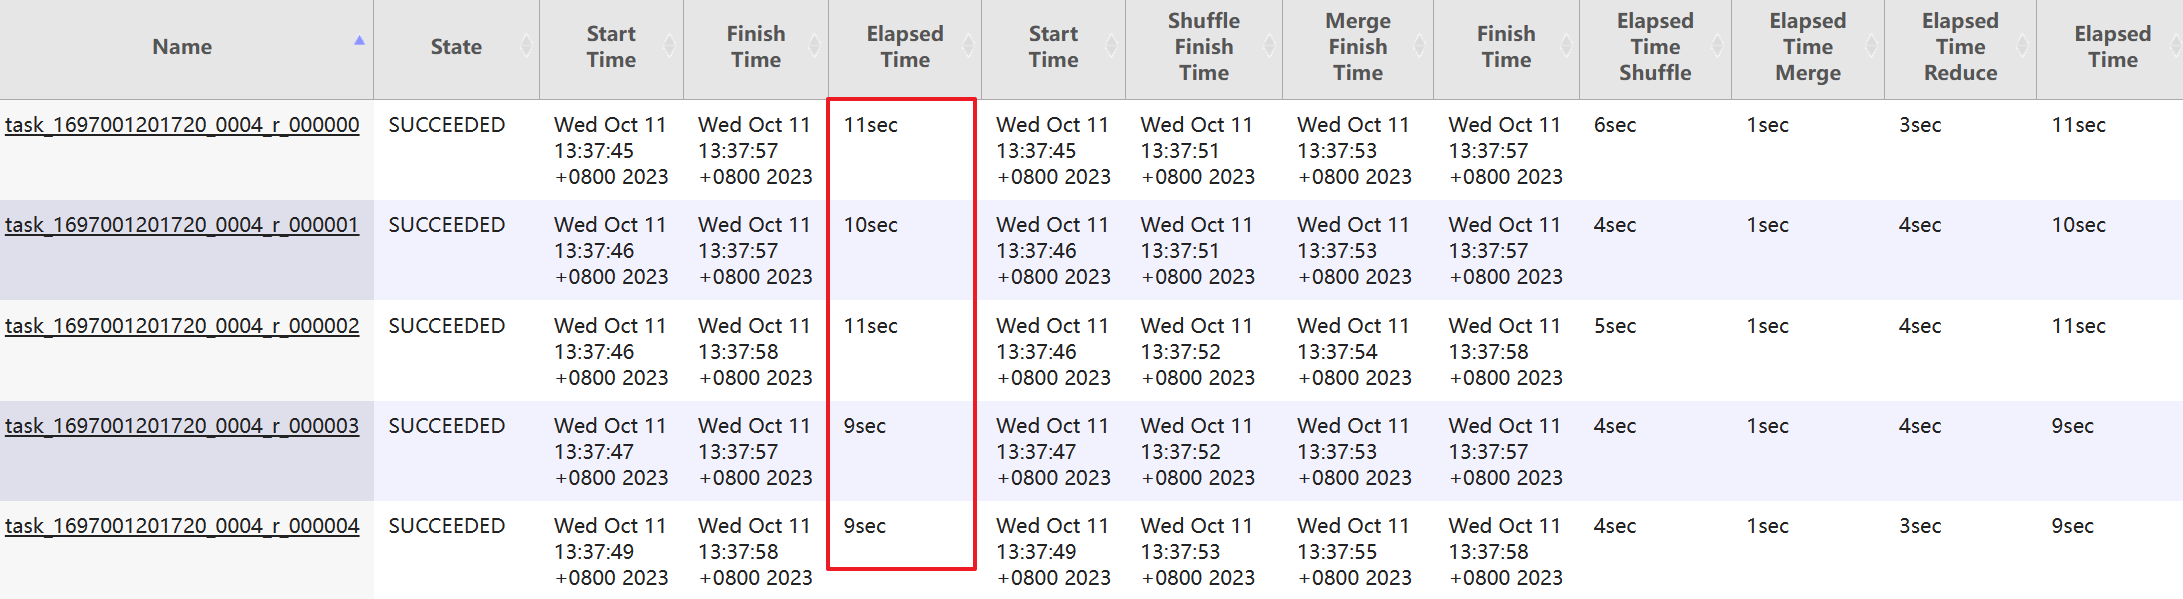 Name State Start Time Finish Time Elapsed Time Start Time Shuffle Finish Time Merge Finish Time Finish Time Elapsed Time Shuffle Elapsed Time Merge Elapsed Time Reduce Elapsed Time
task_1697001201720_0004_r_000000 SUCCEEDED Wed Oct 11 Wed Oct 11 11sec Wed Oct 11 Wed Oct 11 Wed Oct 11 Wed Oct 11 6sec 1sec 3sec 11sec
13:37:45 13:37:57 13:37:45 13:37:51 13:37:53 13:37:57
+0800 2023 +0800 2023 +0800 2023 +0800 2023 +0800 2023 +0800 2023
task_1697001201720_0004_r_000001 SUCCEEDED Wed Oct 11 Wed Oct 11 10sec Wed Oct 11 Wed Oct 11 Wed Oct 11 Wed Oct 11 4sec 1sec 4sec 10sec
13:37:46 13:37:57 13:37:46 13:37:51 13:37:53 13:37:57
+0800 2023 +0800 2023 +0800 2023 +0800 2023 +0800 2023 +0800 2023
task_1697001201720_0004_r_000002 SUCCEEDED Wed Oct 11 Wed Oct 11 11sec Wed Oct 11 Wed Oct 11 Wed Oct 11 Wed Oct 11 5sec 1sec 4sec 11sec
13:37:46 13:37:58 13:37:46 13:37:52 13:37:54 13:37:58
+0800 2023 +0800 2023 +0800 2023 +0800 2023 +0800 2023 +0800 2023
task_1697001201720_0004_r_000003 SUCCEEDED Wed Oct 11 Wed Oct 11 9sec Wed Oct 11 Wed Oct 11 Wed Oct 11 Wed Oct 11 4sec 1sec 4sec 9sec
13:37:47 13:37:57 13:37:47 13:37:52 13:37:53 13:37:57
+0800 2023 +0800 2023 +0800 2023 +0800 2023 +0800 2023 +0800 2023
task_1697001201720_0004_r_000004 SUCCEEDED Wed Oct 11 Wed Oct 11 9sec Wed Oct 11 Wed Oct 11 Wed Oct 11 Wed Oct 11 4sec 1sec 3sec 9sec
13:37:49 13:37:58 13:37:49 13:37:53 13:37:55 13:37:58
+0800 2023 +0800 2023 +0800 2023 +0800 2023 +0800 2023 +0800 2023